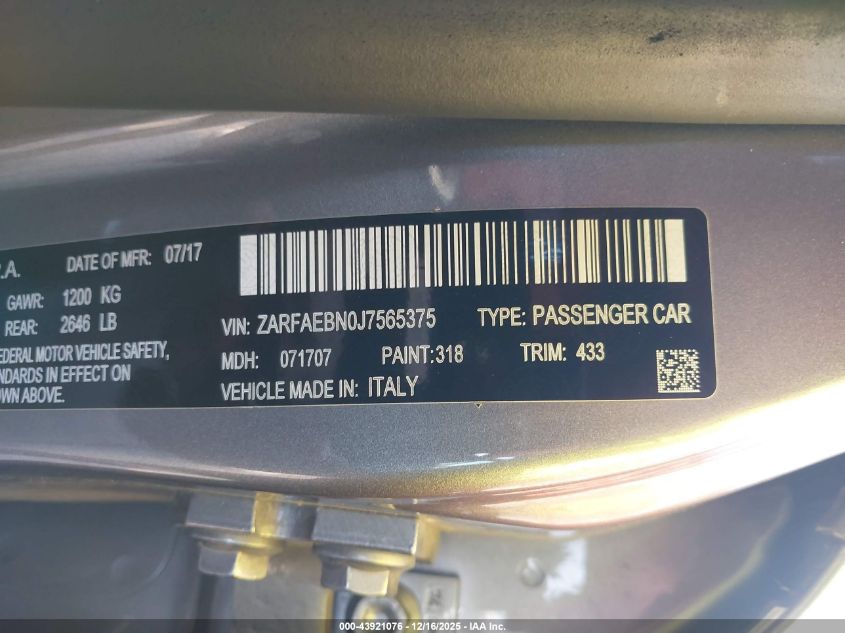 .A. DATE OF MFR: 07/17
GAWR: 1200 KG
REAR: 2646 LB
VIN: ZARFAEBN0J7565375 TYPE: PASSENGER CAR
FEDERAL MOTOR VEHICLE SAFETY,
STANDARDS IN EFFECT ON
OWN ABOVE.
MDH: 071707 PAINT:318 TRIM: 433
VEHICLE MADE IN: ITALY
000-43921076 - 12/16/2025 - IAA Inc.